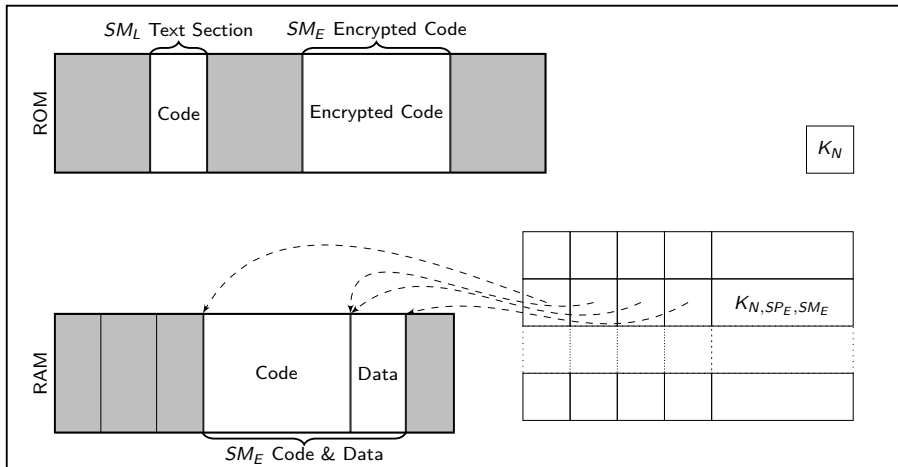 SM_L Text Section
SM_E Encrypted Code
ROM
Code
Encrypted Code
K_N
K_{N,SP_E,SM_E}
RAM
Code
Data
SM_E Code & Data